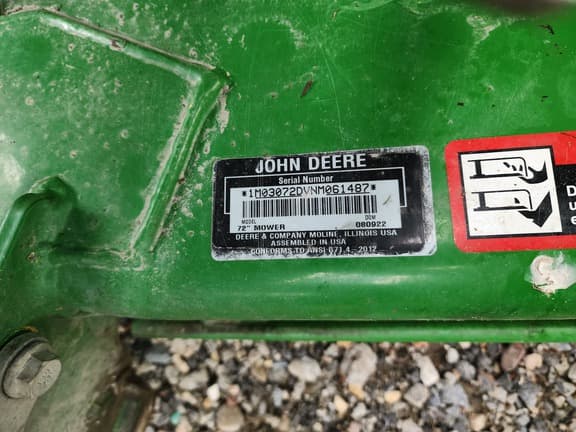 JOHN DEERE
Serial Number
*1M03072DVNM061487*
MODEL DOM
72" MOWER 080922
DEERE & COMPANY MOLINE, ILLINOIS USA
ASSEMBLED IN USA
CONFORMS TO ANSI B71.4 - 2012
D